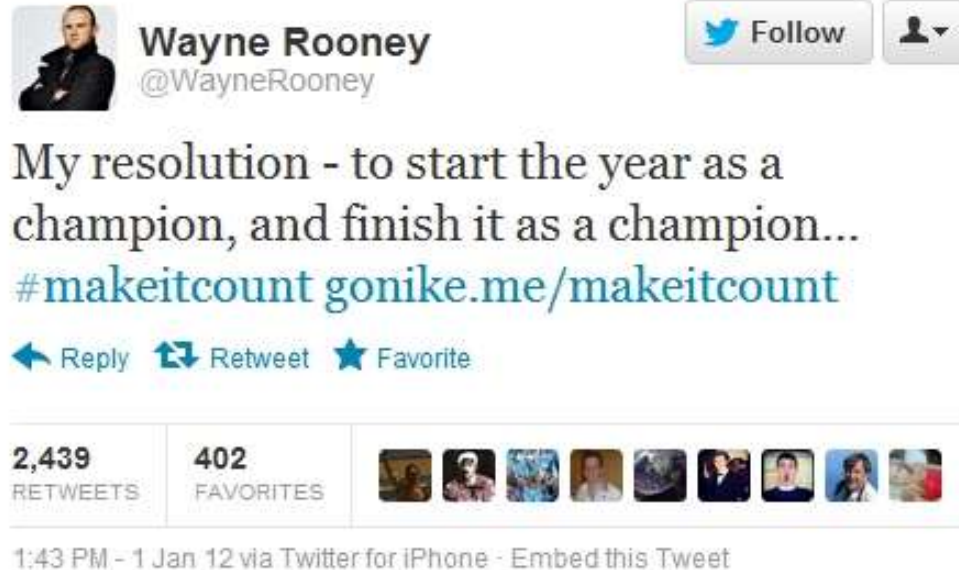 Wayne Rooney
@WayneRooney
Follow
My resolution - to start the year as a
champion, and finish it as a champion...
#makeitcount gonike.me/makeitcount
Reply Retweet Favorite
2,439 402
RETWEETS FAVORITES
1:43 PM - 1 Jan 12 via Twitter for iPhone · Embed this Tweet